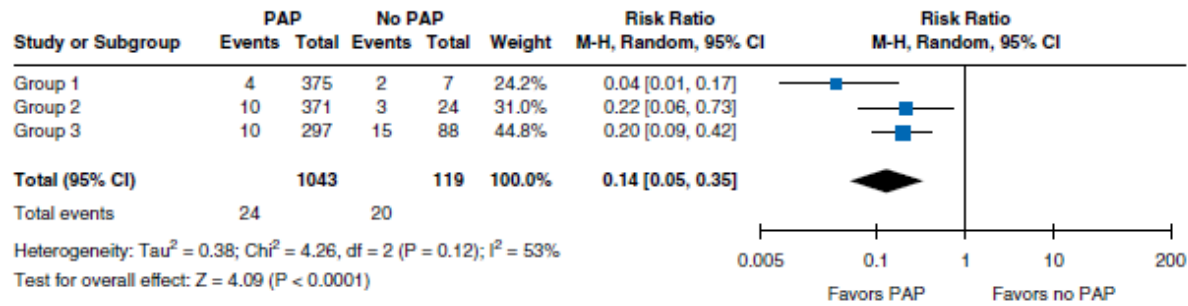 PAP No PAP Risk Ratio Risk Ratio
Study or Subgroup Events Total Events Total Weight M-H, Random, 95% CI M-H, Random, 95% CI
Group 1 4 375 2 7 24.2% 0.04 [0.01, 0.17]
Group 2 10 371 3 24 31.0% 0.22 [0.06, 0.73]
Group 3 10 297 15 88 44.8% 0.20 [0.09, 0.42]
Total (95% CI) 1043 119 100.0% 0.14 [0.05, 0.35]
Total events 24 20
Heterogeneity: Tau² = 0.38; Chi² = 4.26, df = 2 (P = 0.12); I² = 53%
Test for overall effect: Z = 4.09 (P < 0.0001)
0.005 0.1 1 10 200
Favors PAP Favors no PAP